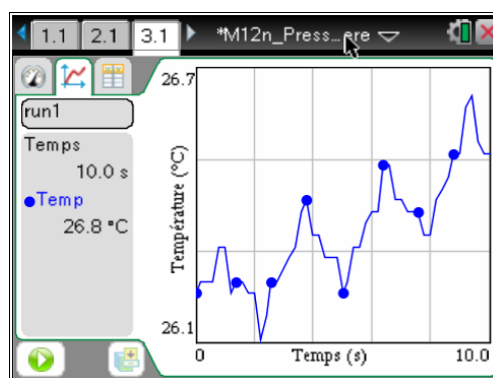 1.1 2.1 3.1 *M12n_Press...ere
run1
Temps
10.0 s
Temp
26.8 °C
26.7
Température (°C)
26.1
0 Temps (s) 10.0